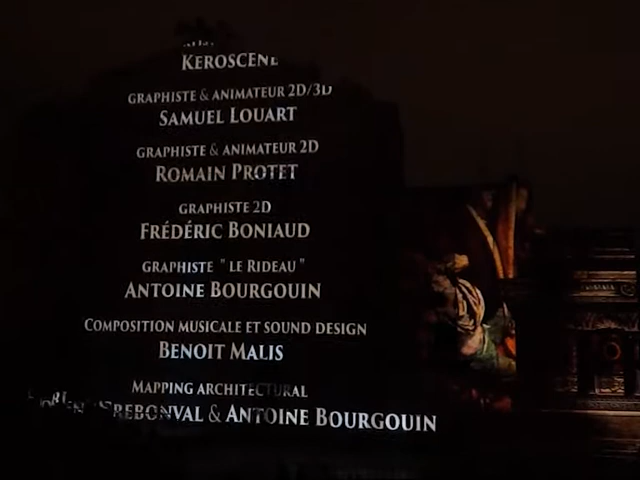 KEROSCENE
GRAPHISTE & ANIMATEUR 2D/3D
SAMUEL LOUART
GRAPHISTE & ANIMATEUR 2D
ROMAIN PROTET
GRAPHISTE 2D
FRÉDÉRIC BONIAUD
GRAPHISTE "LE RIDEAU"
ANTOINE BOURGOUIN
COMPOSITION MUSICALE ET SOUND DESIGN
BENOIT MALIS
MAPPING ARCHITECTURAL
& ANTOINE BOURGOUIN